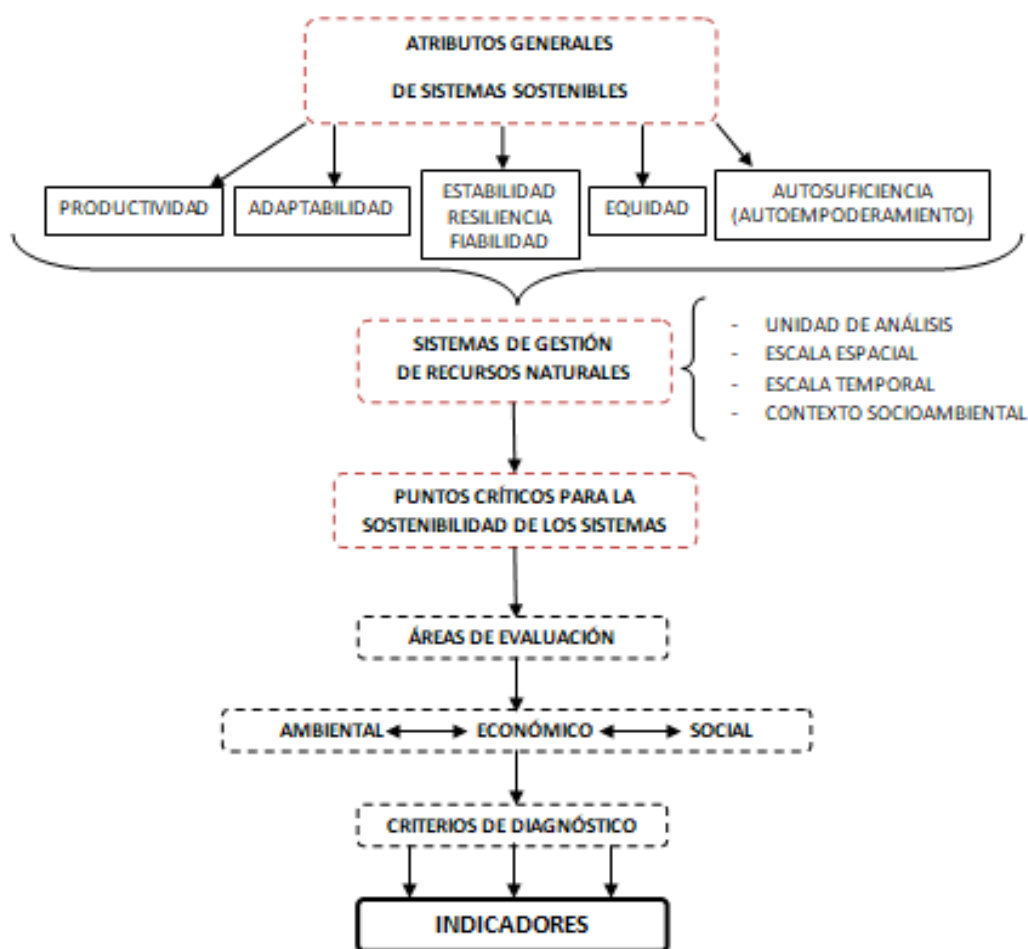 ATRIBUTOS GENERALES
DE SISTEMAS SOSTENIBLES
PRODUCTIVIDAD
ADAPTABILIDAD
ESTABILIDAD
RESILIENCIA
FIABILIDAD
EQUIDAD
AUTOSUFICIENCIA
(AUTOEMPODERAMIENTO)
SISTEMAS DE GESTIÓN
DE RECURSOS NATURALES
- UNIDAD DE ANÁLISIS
- ESCALA ESPACIAL
- ESCALA TEMPORAL
- CONTEXTO SOCIOAMBIENTAL
PUNTOS CRÍTICOS PARA LA
SOSTENIBILIDAD DE LOS SISTEMAS
ÁREAS DE EVALUACIÓN
AMBIENTAL ECONÓMICO SOCIAL
CRITERIOS DE DIAGNÓSTICO
INDICADORES